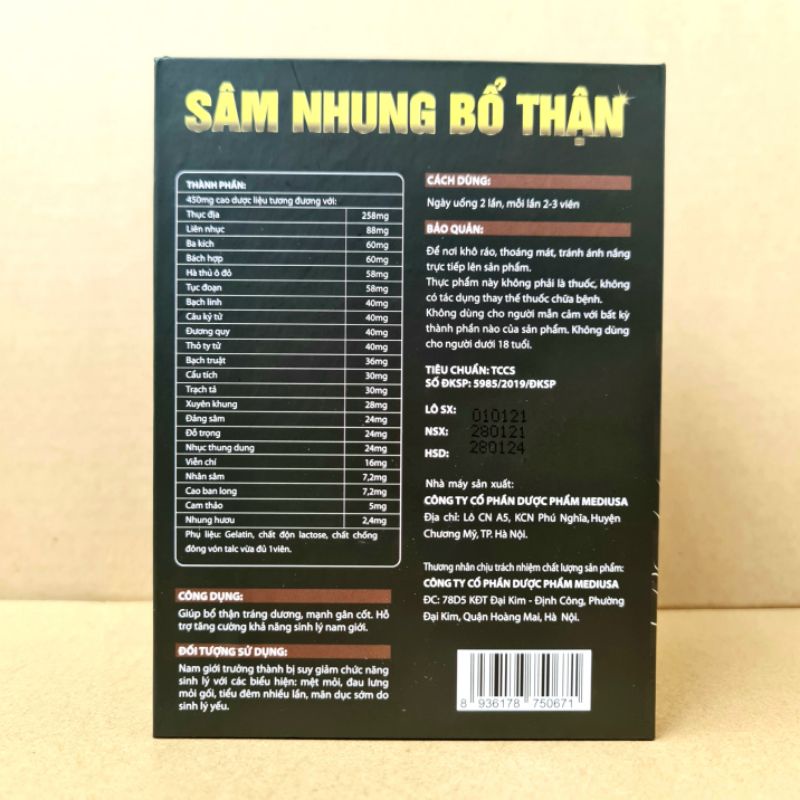 SÂM NHUNG BỔ THẬN
THÀNH PHẦN:
450mg cao dược liệu tương đương với:
Thục địa 258mg
Liên nhục 88mg
Ba kích 60mg
Bách hợp 60mg
Hà thủ ô đỏ 58mg
Tục đoạn 58mg
Bạch linh 40mg
Câu kỷ tử 40mg
Đương quy 40mg
Thỏ ty tử 40mg
Bạch truật 36mg
Cẩu tích 30mg
Trạch tả 30mg
Xuyên khung 28mg
Đảng sâm 24mg
Đỗ trọng 24mg
Nhục thung dung 24mg
Viễn chí 16mg
Nhân sâm 7,2mg
Cao ban long 7,2mg
Cam thảo 5mg
Nhung hươu 2,4mg
Phụ liệu: Gelatin, chất độn lactose, chất chống
đông vón talc vừa đủ 1viên.
CÔNG DỤNG:
Giúp bổ thận tráng dương, mạnh gân cốt. Hỗ
trợ tăng cường khả năng sinh lý nam giới.
ĐỐI TƯỢNG SỬ DỤNG:
Nam giới trưởng thành bị suy giảm chức năng
sinh lý với các biểu hiện: mệt mỏi, đau lưng
mỏi gối, tiểu đêm nhiều lần, mãn dục sớm do
sinh lý yếu.
CÁCH DÙNG:
Ngày uống 2 lần, mỗi lần 2-3 viên
BẢO QUẢN:
Để nơi khô ráo, thoáng mát, tránh ánh nắng
trực tiếp lên sản phẩm.
Thực phẩm này không phải là thuốc, không
có tác dụng thay thế thuốc chữa bệnh.
Không dùng cho người mẫn cảm với bất kỳ
thành phần nào của sản phẩm. Không dùng
cho người dưới 18 tuổi.
TIÊU CHUẨN: TCCS
SỐ ĐKSP: 5985/2019/ĐKSP
LÔ SX: 010121
NSX: 280121
HSD: 280124
Nhà máy sản xuất:
CÔNG TY CỔ PHẦN DƯỢC PHẨM MEDIUSA
Địa chỉ: Lô CN A5, KCN Phú Nghĩa,Huyện
Chương Mỹ, TP. Hà Nội.
Thương nhân chịu trách nhiệm chất lượng sản phẩm:
CÔNG TY CỔ PHẦN DƯỢC PHẨM MEDIUSA
ĐC: 78D5 KĐT Đại Kim - Định Công, Phường
Đại Kim, Quận Hoàng Mai, Hà Nội.
8 936178 750671